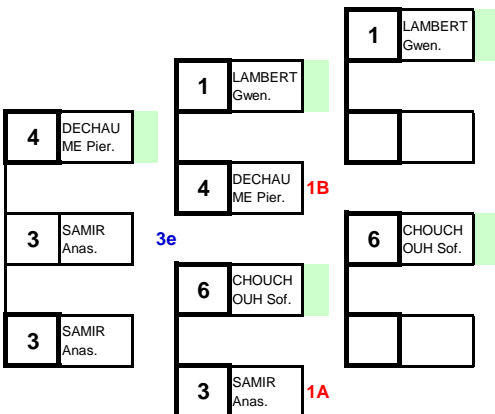 1 LAMBERT
Gwen.
1 LAMBERT
Gwen.
4 DECHAU
ME Pier.
4 DECHAU
ME Pier. 1B
3 SAMIR
Anas. 3e
6 CHOUCH
OUH Sof.
6 CHOUCH
OUH Sof.
3 SAMIR
Anas.
3 SAMIR
Anas. 1A